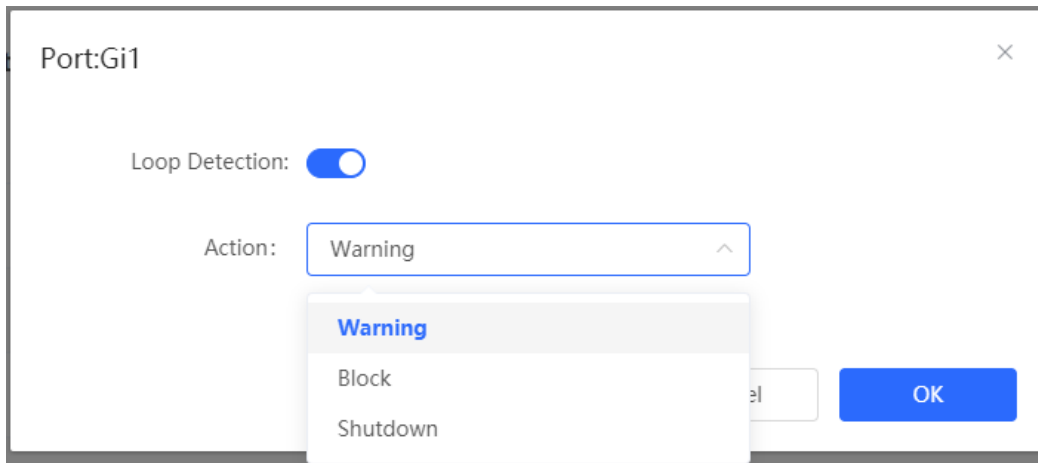 Port:Gi1
Loop Detection:
Action:
Warning
Warning
Block
Shutdown
OK